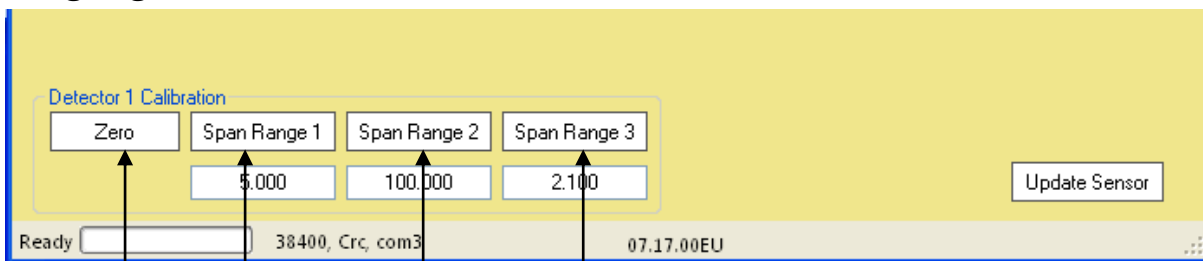 Detector 1 Calibration
Zero Span Range 1 Span Range 2 Span Range 3
5.000 100.000 2.100 Update Sensor
Ready 38400, Crc, com3 07.17.00EU